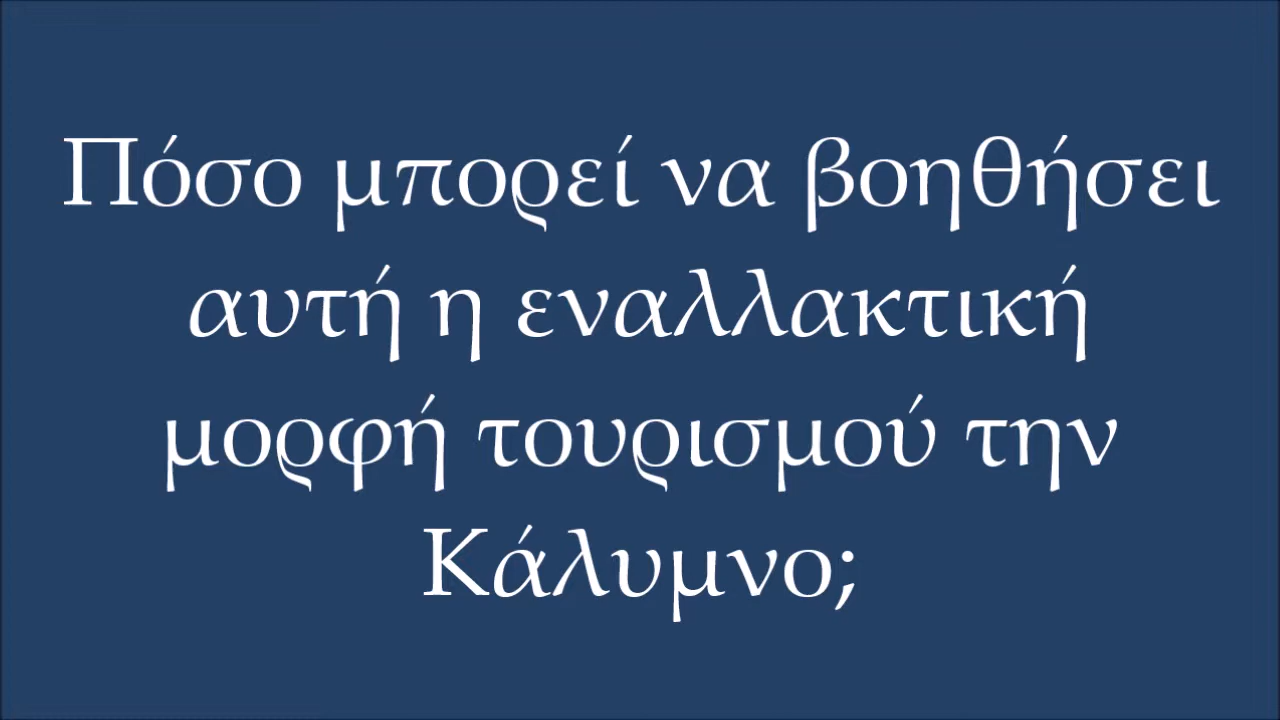 Πόσο μπορεί να βοηθήσει
αυτή η εναλλακτική
μορφή τουρισμού την
Κάλυμνο;